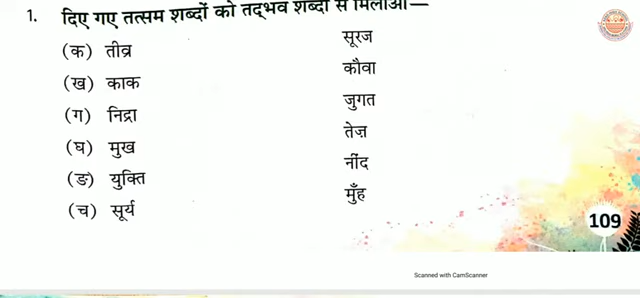 1. दिए गए तत्सम शब्दों को तद्भव शब्दों से मिलाओ—
(क) तीव्र सूरज
(ख) काक कौवा
(ग) निद्रा जुगत
(घ) मुख तेज़
(ङ) युक्ति नींद
(च) सूर्य मुँह
109
Scanned with CamScanner